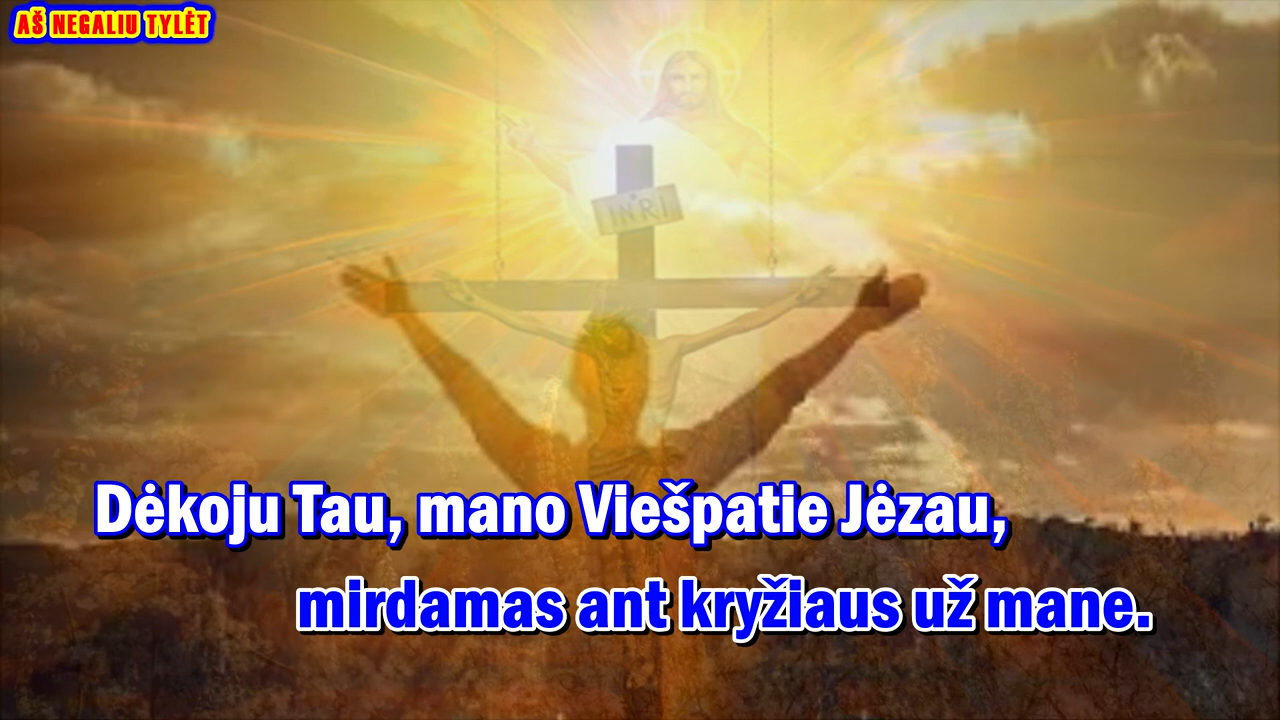 AŠ NEGALIU TYLĖT
INRI
Dėkoju Tau, mano Viešpatie Jėzau,
mirdamas ant kryžiaus už mane.